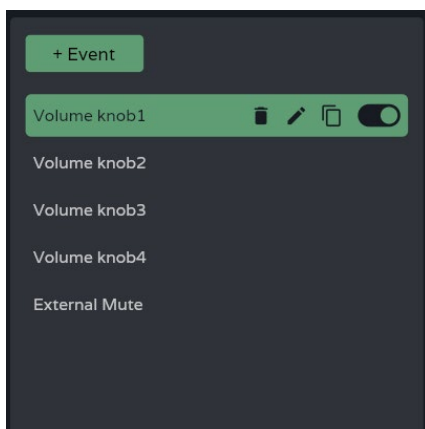 + Event
Volume knob1
Volume knob2
Volume knob3
Volume knob4
External Mute